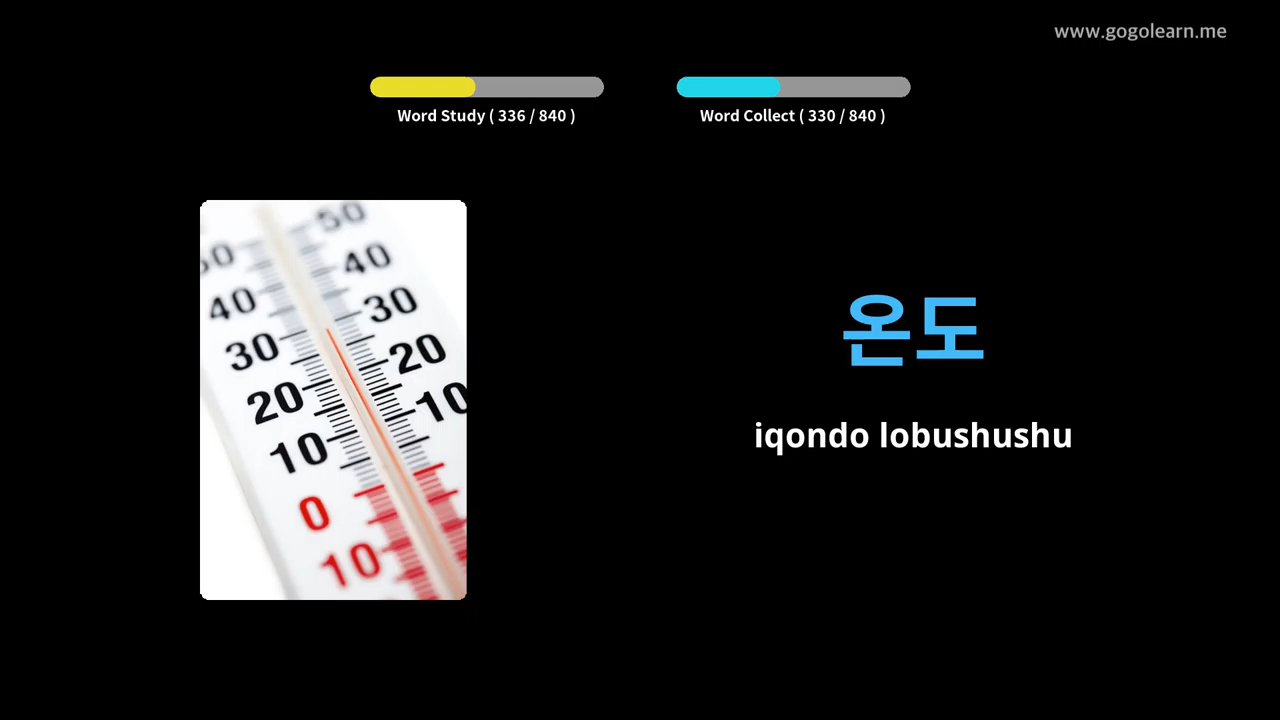 www.gogolearn.me
Word Study ( 336 / 840 )
Word Collect ( 330 / 840 )
온도
iqondo lobushushu
50
50
40
40
30
30
20
20
10
10
0
10